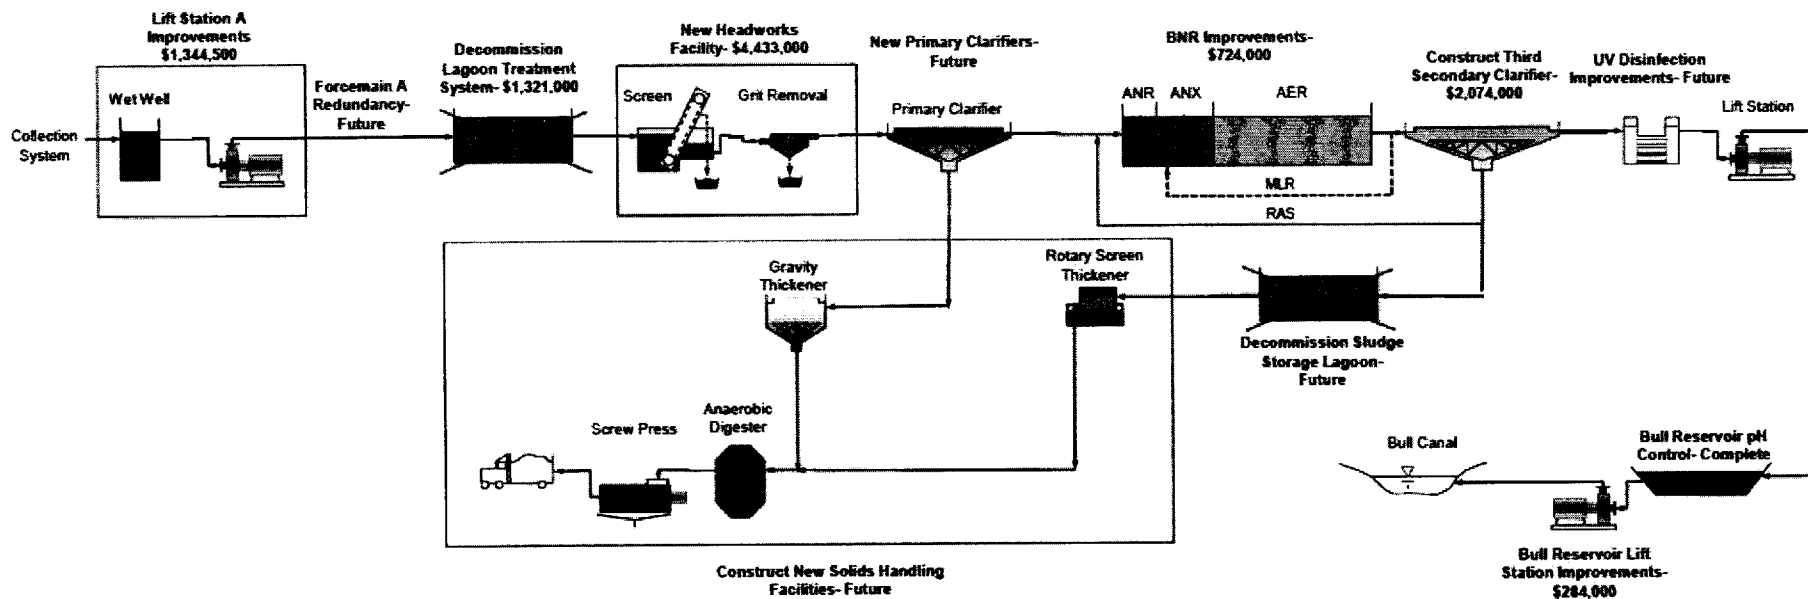 Lift Station A
Improvements
$1,344,500
Wet Well
Collection
System
Forcemain A
Redundancy-
Future
Decommission
Lagoon Treatment
System- $1,321,000
New Headworks
Facility- $4,433,000
Screen
Grit Removal
New Primary Clarifiers-
Future
Primary Clarifier
BNR Improvements-
$724,000
ANR
ANX
AER
MLR
RAS
Construct Third
Secondary Clarifier-
$2,074,000
UV Disinfection
Improvements- Future
Lift Station
Gravity
Thickener
Rotary Screen
Thickener
Decommission Sludge
Storage Lagoon-
Future
Screw Press
Anaerobic
Digester
Construct New Solids Handling
Facilities- Future
Bull Canal
Bull Reservoir pH
Control- Complete
Bull Reservoir Lift
Station Improvements-
$284,000